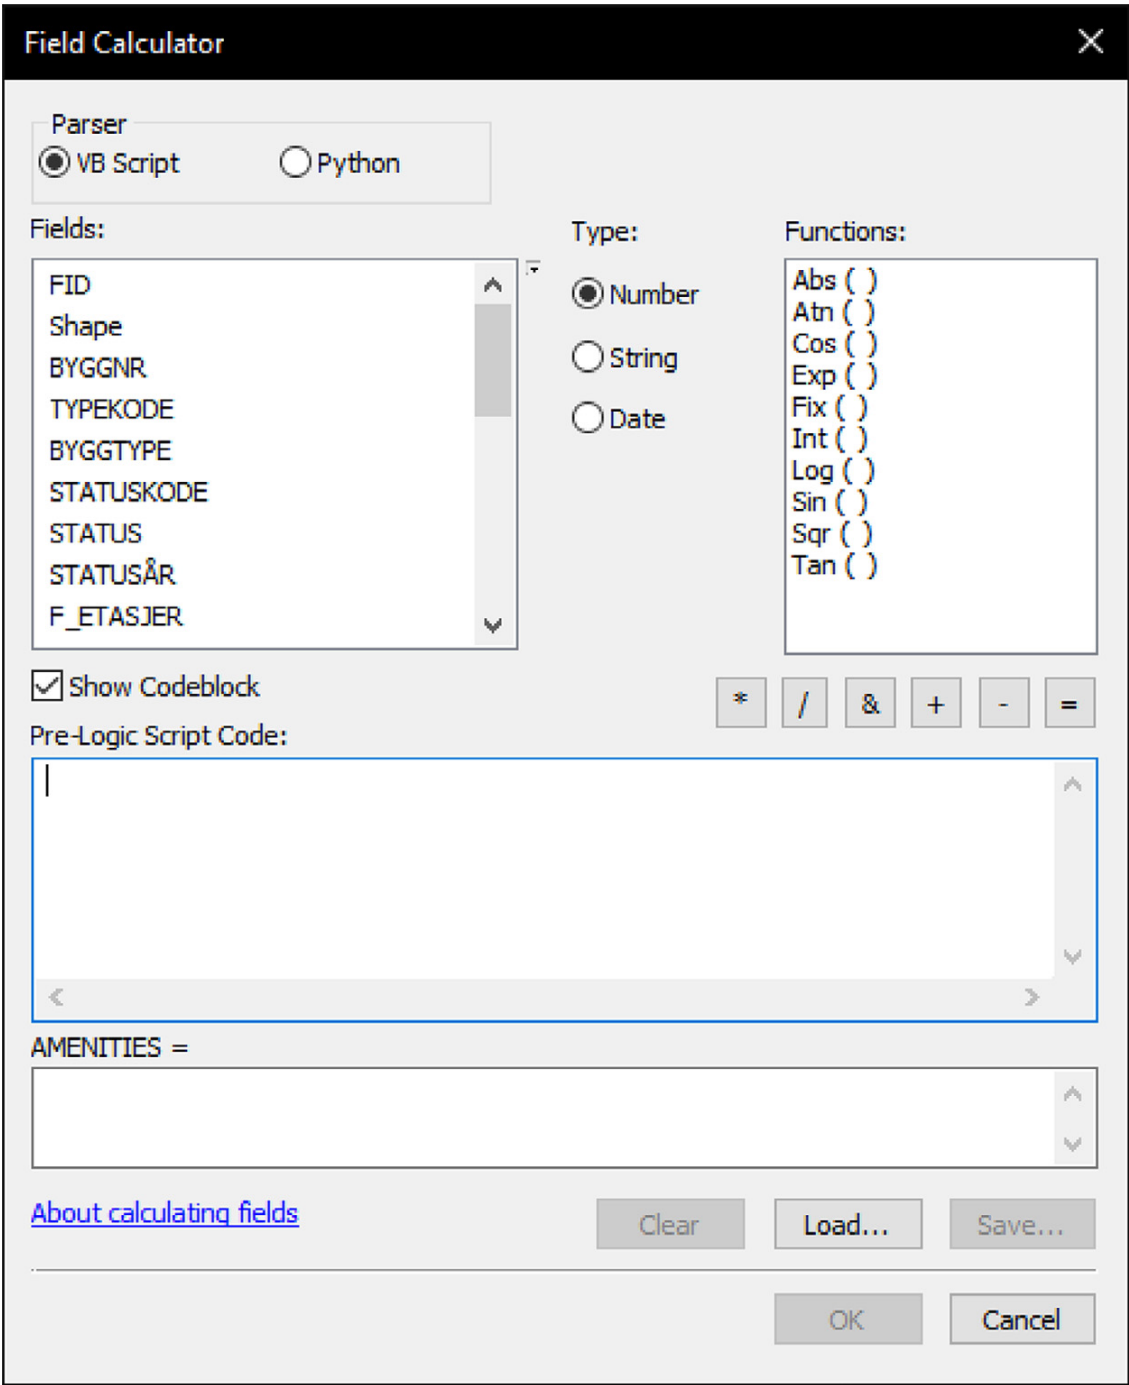 Field Calculator
Parser
VB Script
Python
Fields:
FID
Shape
BYGGNR
TYPEKODE
BYGGTYPE
STATUSKODE
STATUS
STATUSÅR
F_ETASJER
Type:
Number
String
Date
Functions:
Abs ( )
Atn ( )
Cos ( )
Exp ( )
Fix ( )
Int ( )
Log ( )
Sin ( )
Sqr ( )
Tan ( )
Show Codeblock
* / & + - =
Pre-Logic Script Code:
AMENITIES =
About calculating fields
Clear
Load...
Save...
OK
Cancel